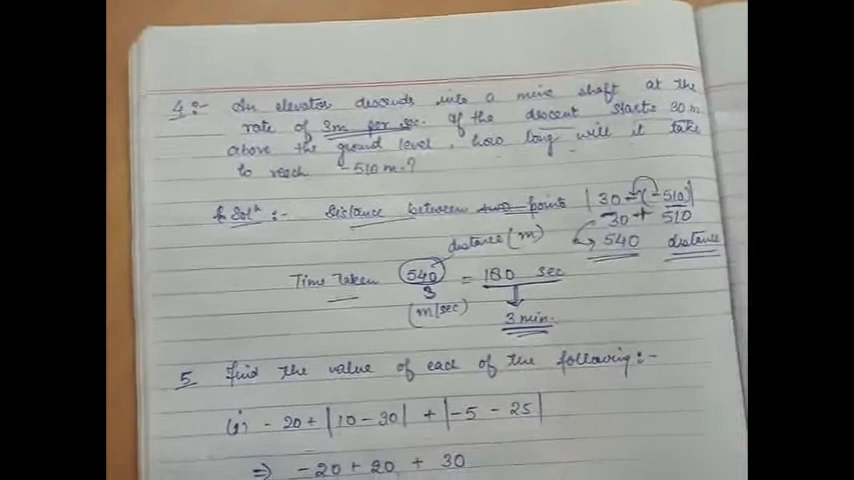 4:- An elevator descends into a mine shaft at the
rate of 3m per sec. If the descent starts 30 m
above the ground level, how long will it take
to reach -510 m.?
Solⁿ :- Distance between two points |30 - (-510)|
30 + 510
540 distance
distance (m)
Time Taken 540/3 = 180 sec
(m/sec)
3 min.
5 Find the value of each of the following :-
(i) - 20 + |10 - 30| + |-5 - 25|
⇒ -20 + 20 + 30